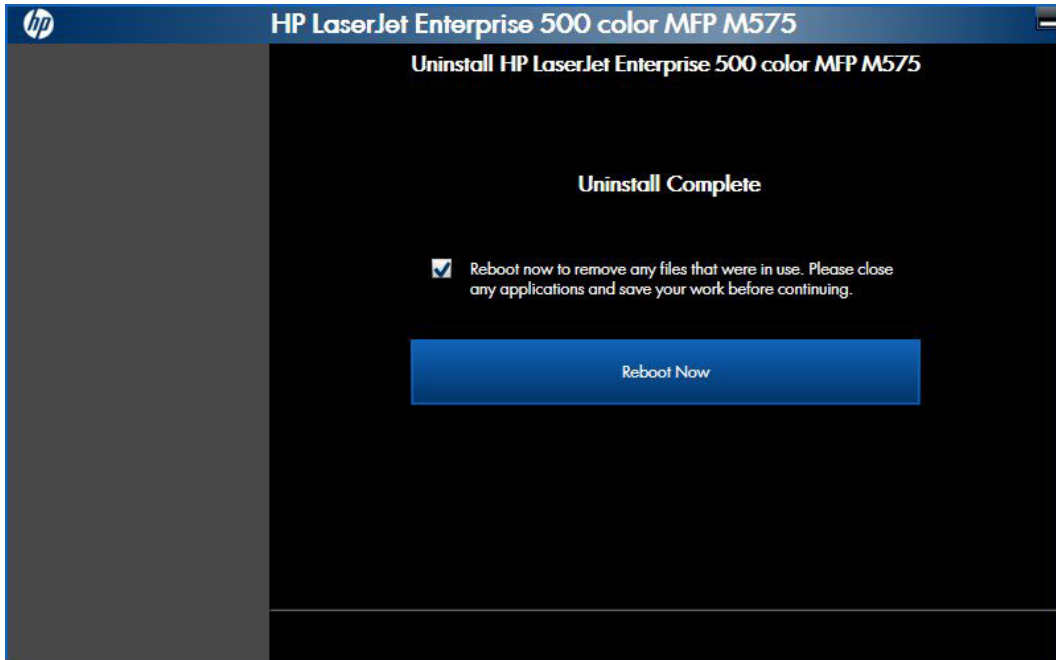 hp
HP LaserJet Enterprise 500 color MFP M575
Uninstall HP LaserJet Enterprise 500 color MFP M575
Uninstall Complete
Reboot now to remove any files that were in use. Please close
any applications and save your work before continuing.
Reboot Now